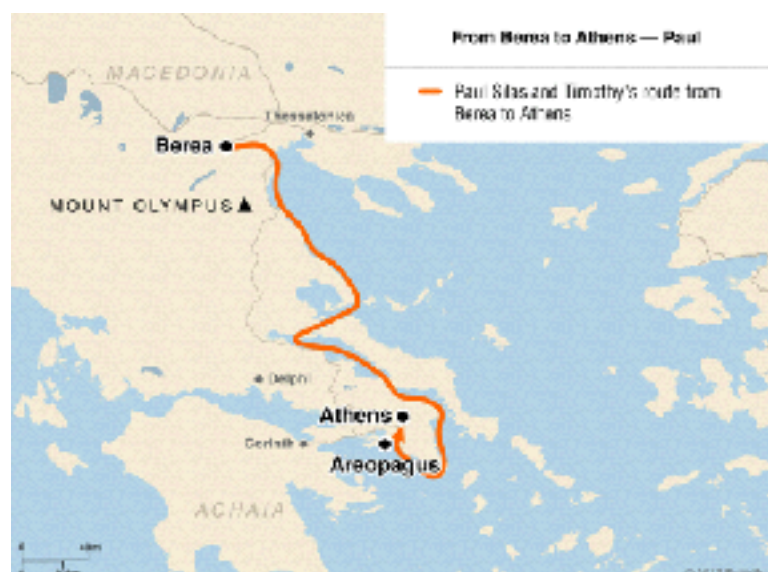 From Berea to Athens — Paul
Paul Silas and Timothy's route from
Berea to Athens
MACEDONIA
Thessalonica
Berea
MOUNT OLYMPUS
Delphi
Athens
Corinth
Areopagus
ACHAIA